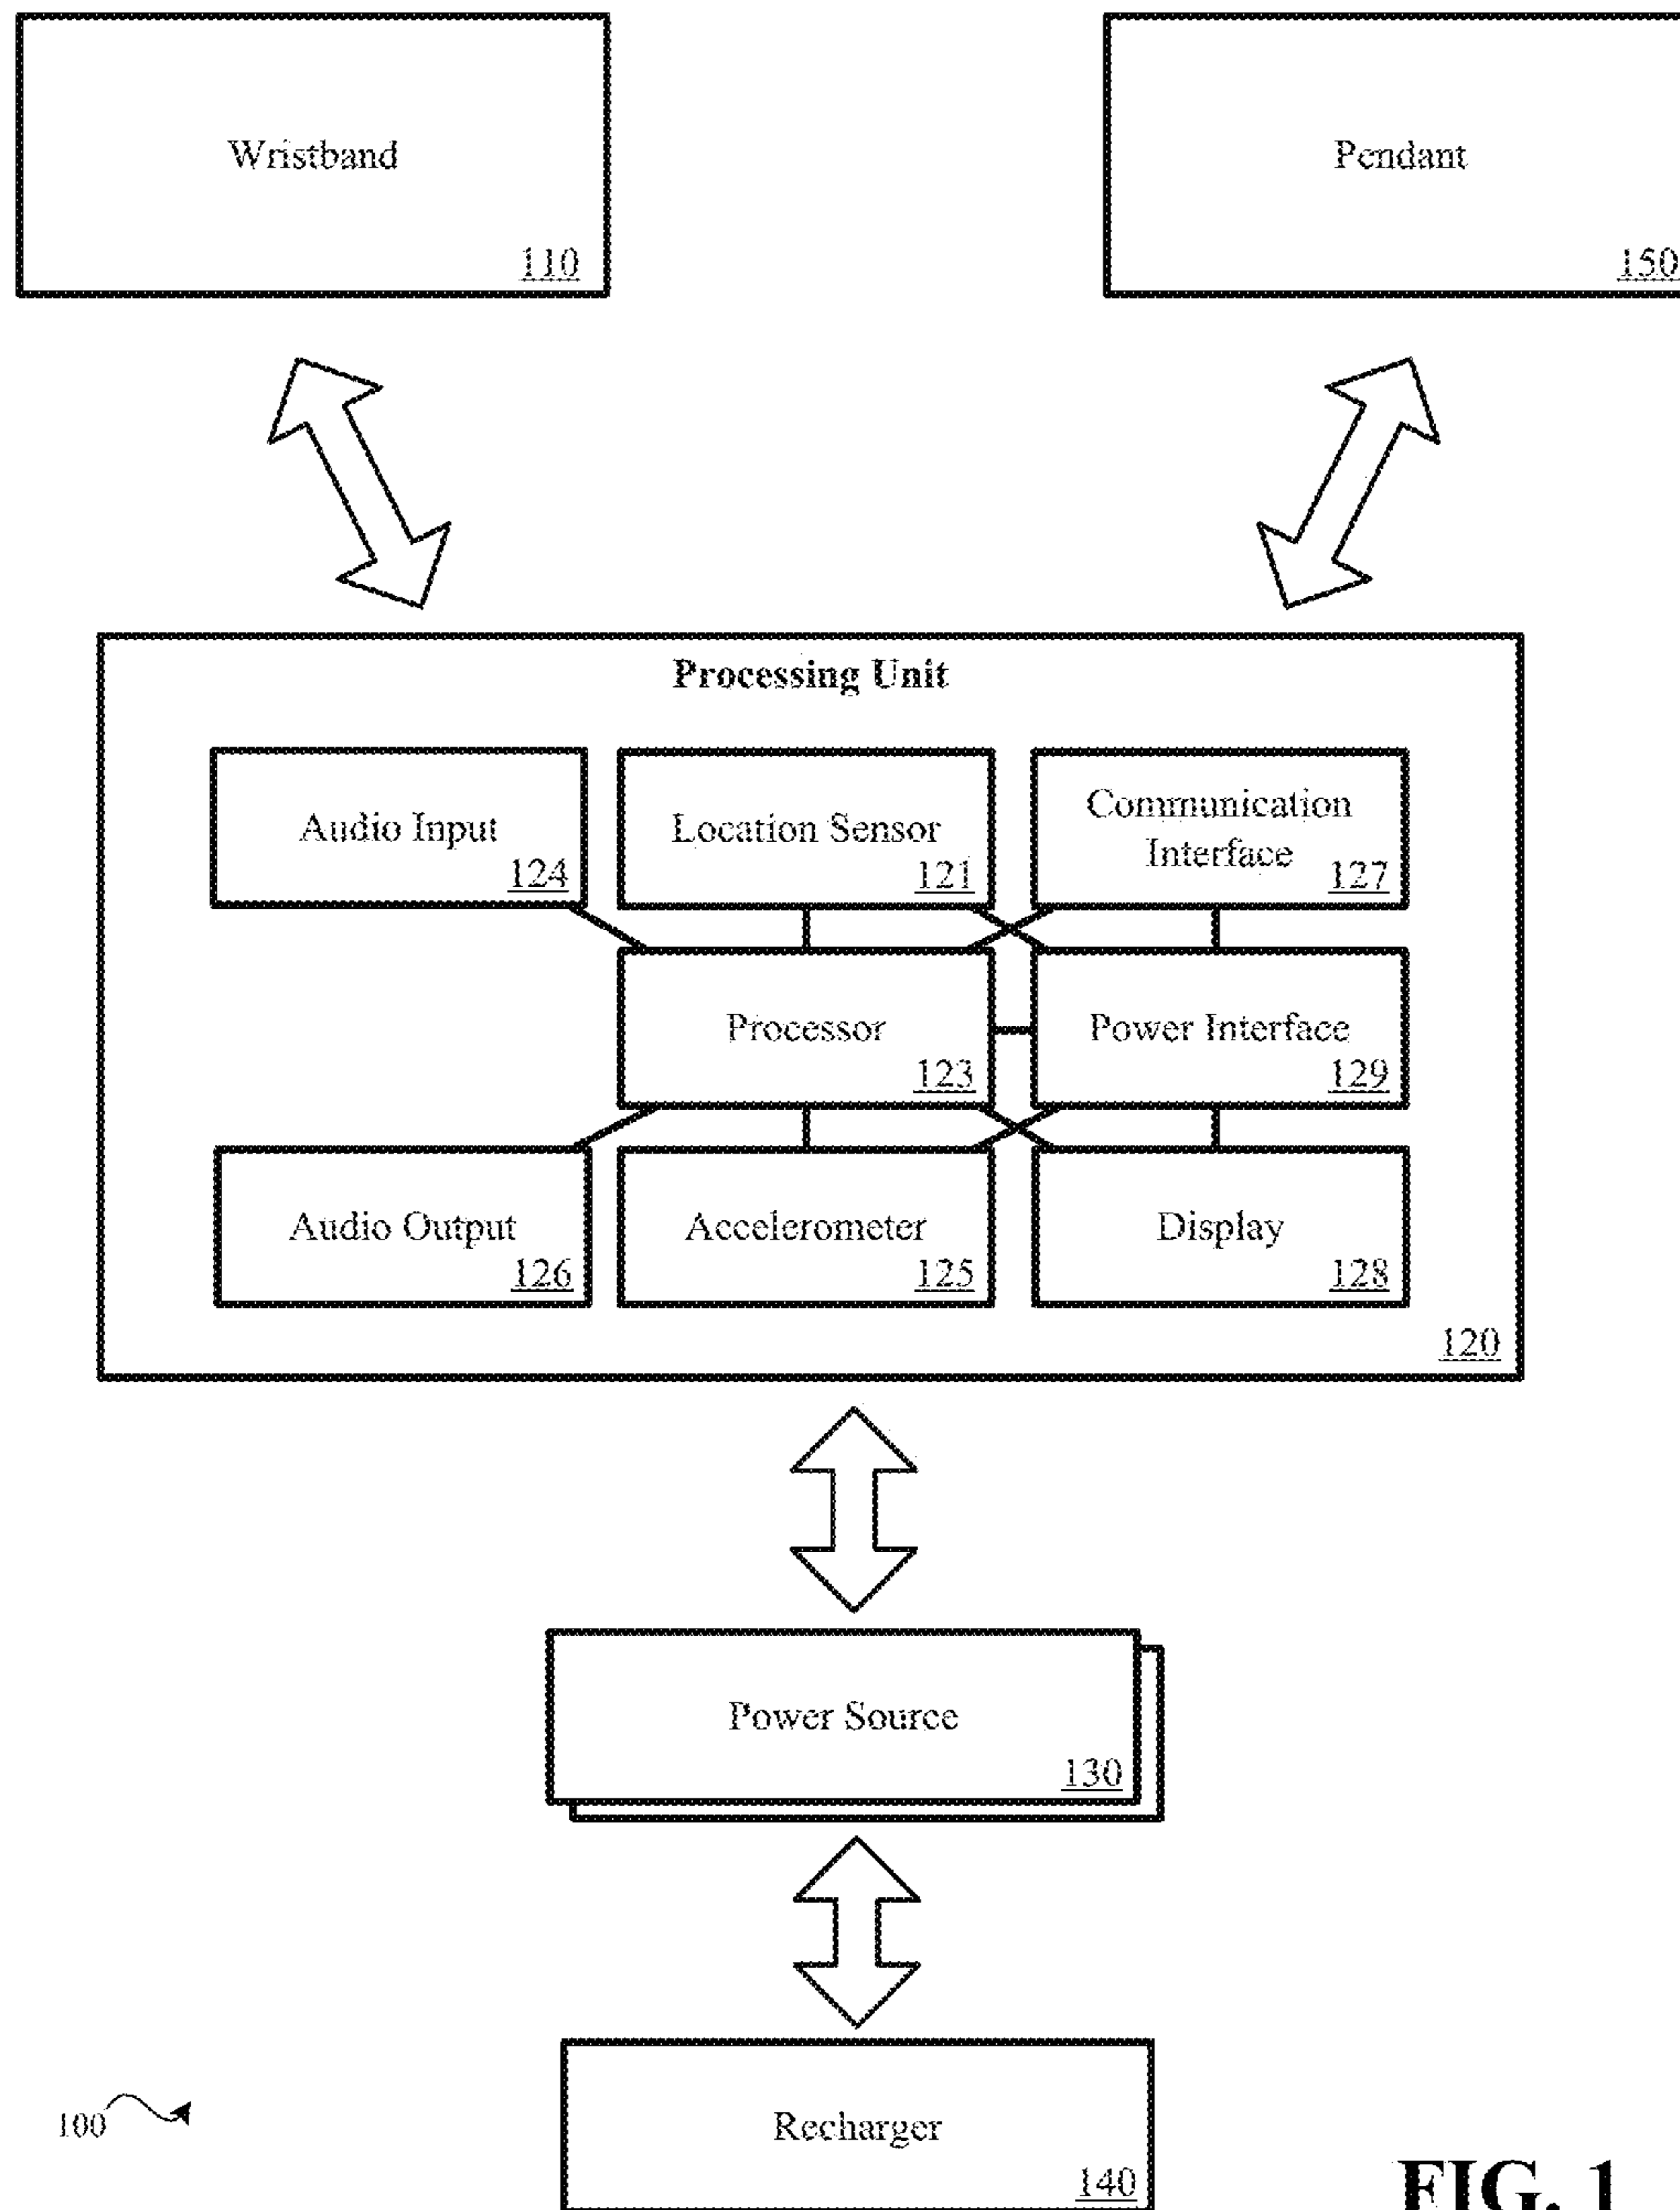 Wristband
110
Pendant
150
Processing Unit
Audio Input
124
Location Sensor
121
Communication
Interface
127
Processor
123
Power Interface
129
Audio Output
126
Accelerometer
125
Display
128
120
Power Source
130
100
Recharger
140
FIG. 1